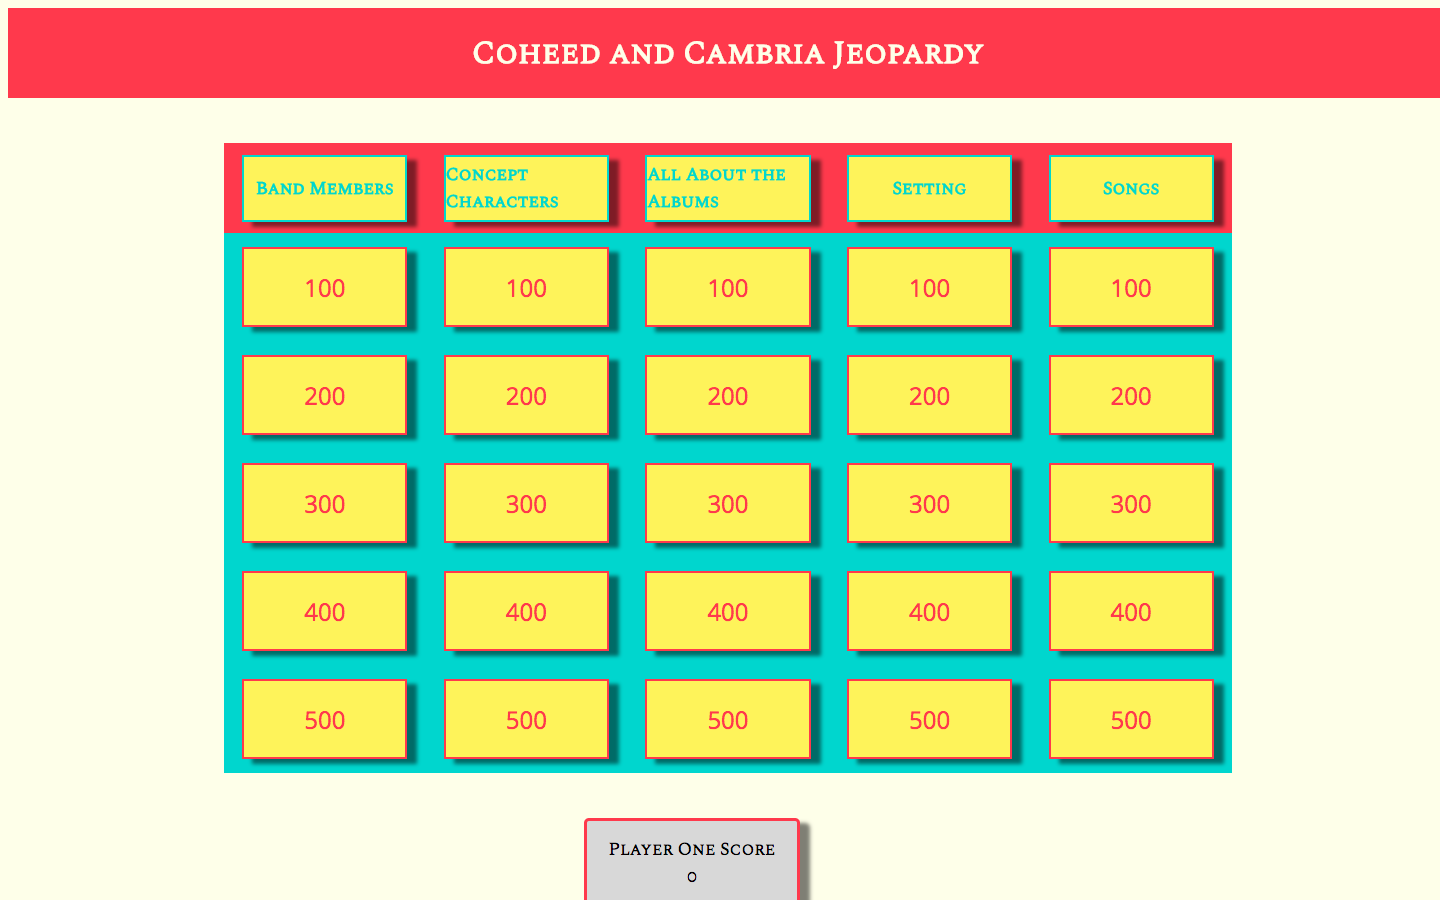 Coheed and Cambria Jeopardy
Band Members
Concept
Characters
All About the
Albums
Setting
Songs
100 100 100 100 100
200 200 200 200 200
300 300 300 300 300
400 400 400 400 400
500 500 500 500 500
Player One Score
0